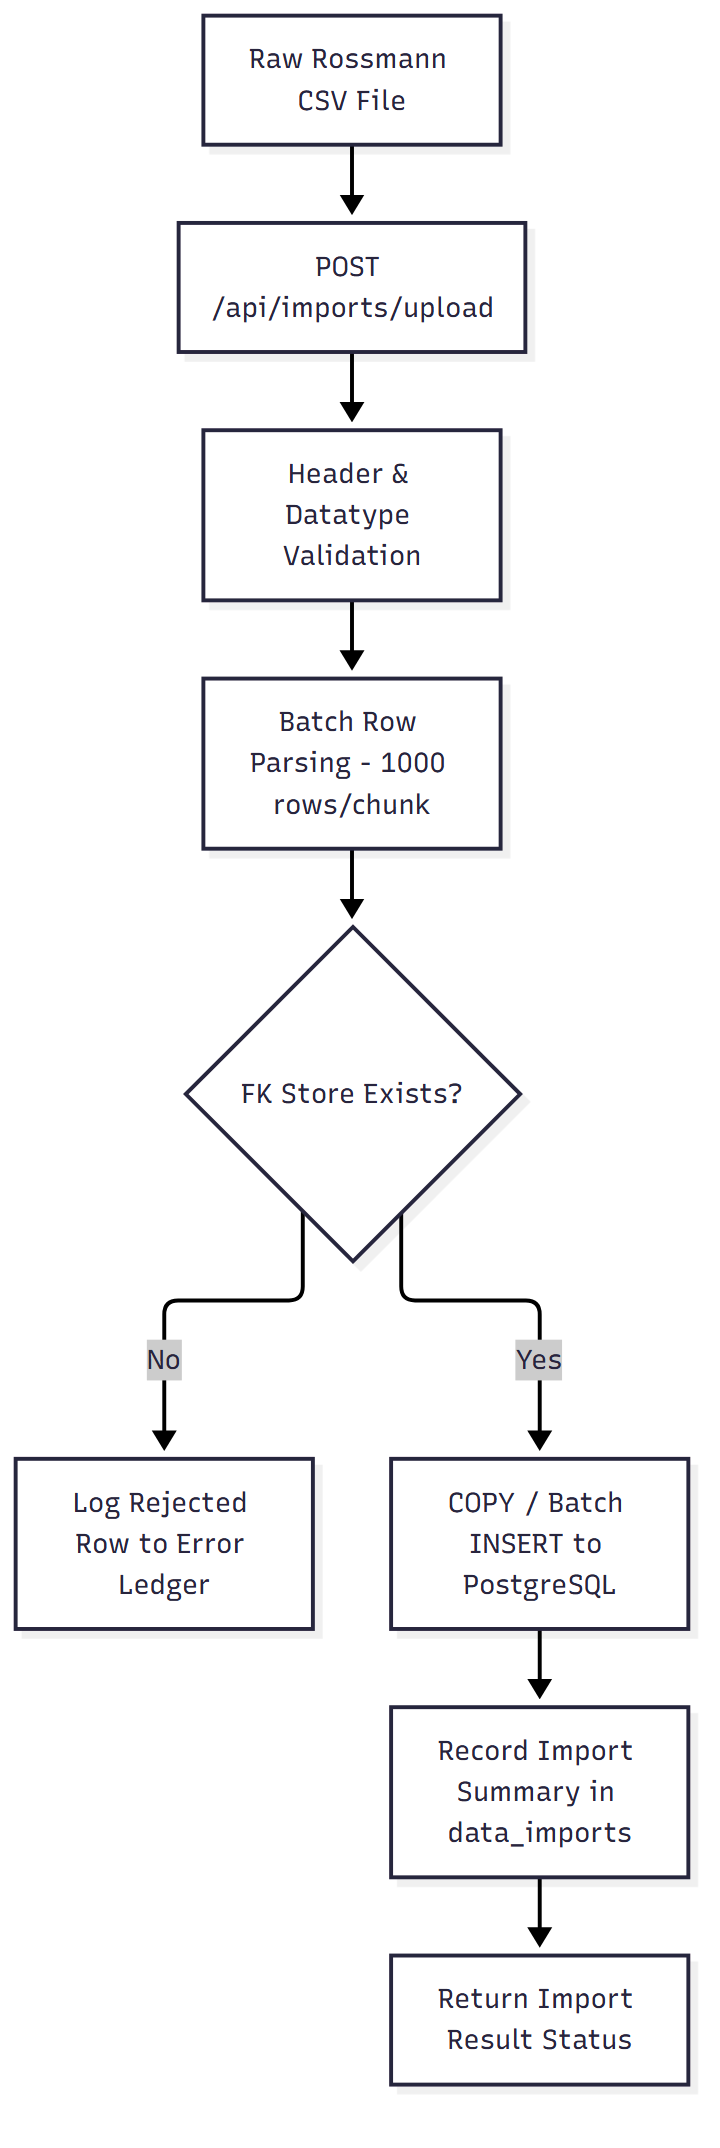 Raw Rossmann
CSV File
POST
/api/imports/upload
Header &
Datatype
Validation
Batch Row
Parsing - 1000
rows/chunk
FK Store Exists?
No
Yes
Log Rejected
Row to Error
Ledger
COPY / Batch
INSERT to
PostgreSQL
Record Import
Summary in
data_imports
Return Import
Result Status